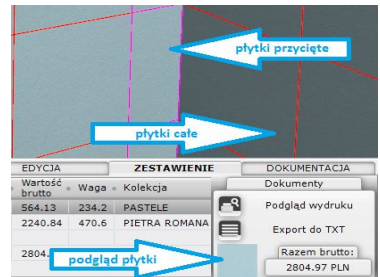 płytki przycięte
płytki całe
EDYCJA ZESTAWIENIE DOKUMENTACJA
Wartość brutto Waga Kolekcja Dokumenty
564.13 234.2 PASTELE Podgląd wydruku
2240.84 470.6 PIETRA ROMANA Export do TXT
Razem brutto:
2804. podgląd płytki 2804.97 PLN